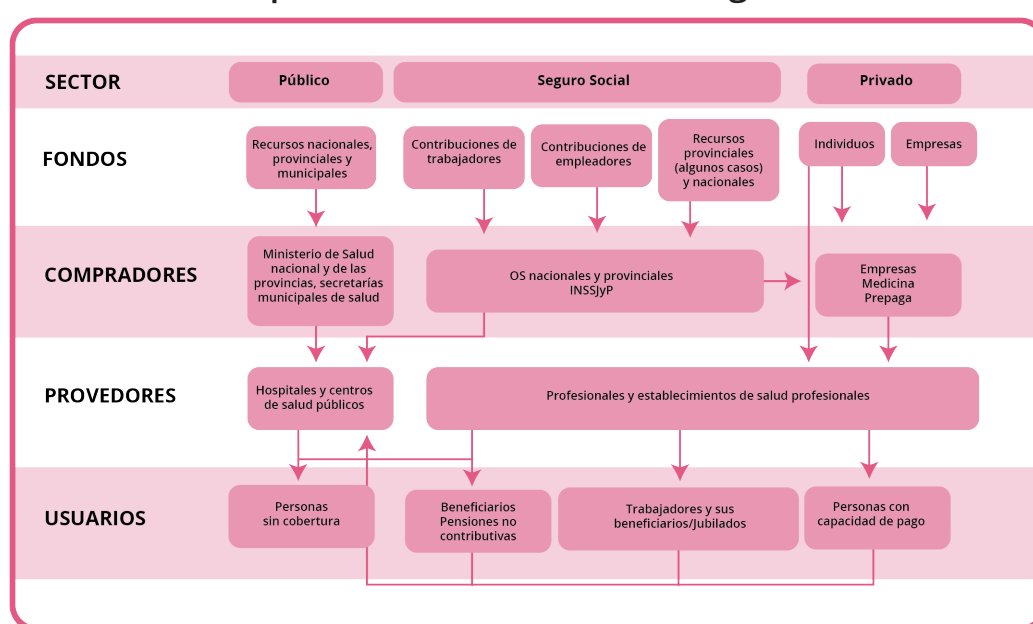 SECTOR
Público
Seguro Social
Privado
FONDOS
Recursos nacionales,
provinciales y
municipales
Contribuciones de
trabajadores
Contribuciones de
empleadores
Recursos
provinciales
(algunos casos)
y nacionales
Individuos
Empresas
COMPRADORES
Ministerio de Salud
nacional y de las
provincias, secretarías
municipales de salud
OS nacionales y provinciales
INSSJyP
Empresas
Medicina
Prepaga
PROVEDORES
Hospitales y centros
de salud públicos
Profesionales y establecimientos de salud profesionales
USUARIOS
Personas
sin cobertura
Beneficiarios
Pensiones no
contributivas
Trabajadores y sus
beneficiarios/Jubilados
Personas con
capacidad de pago